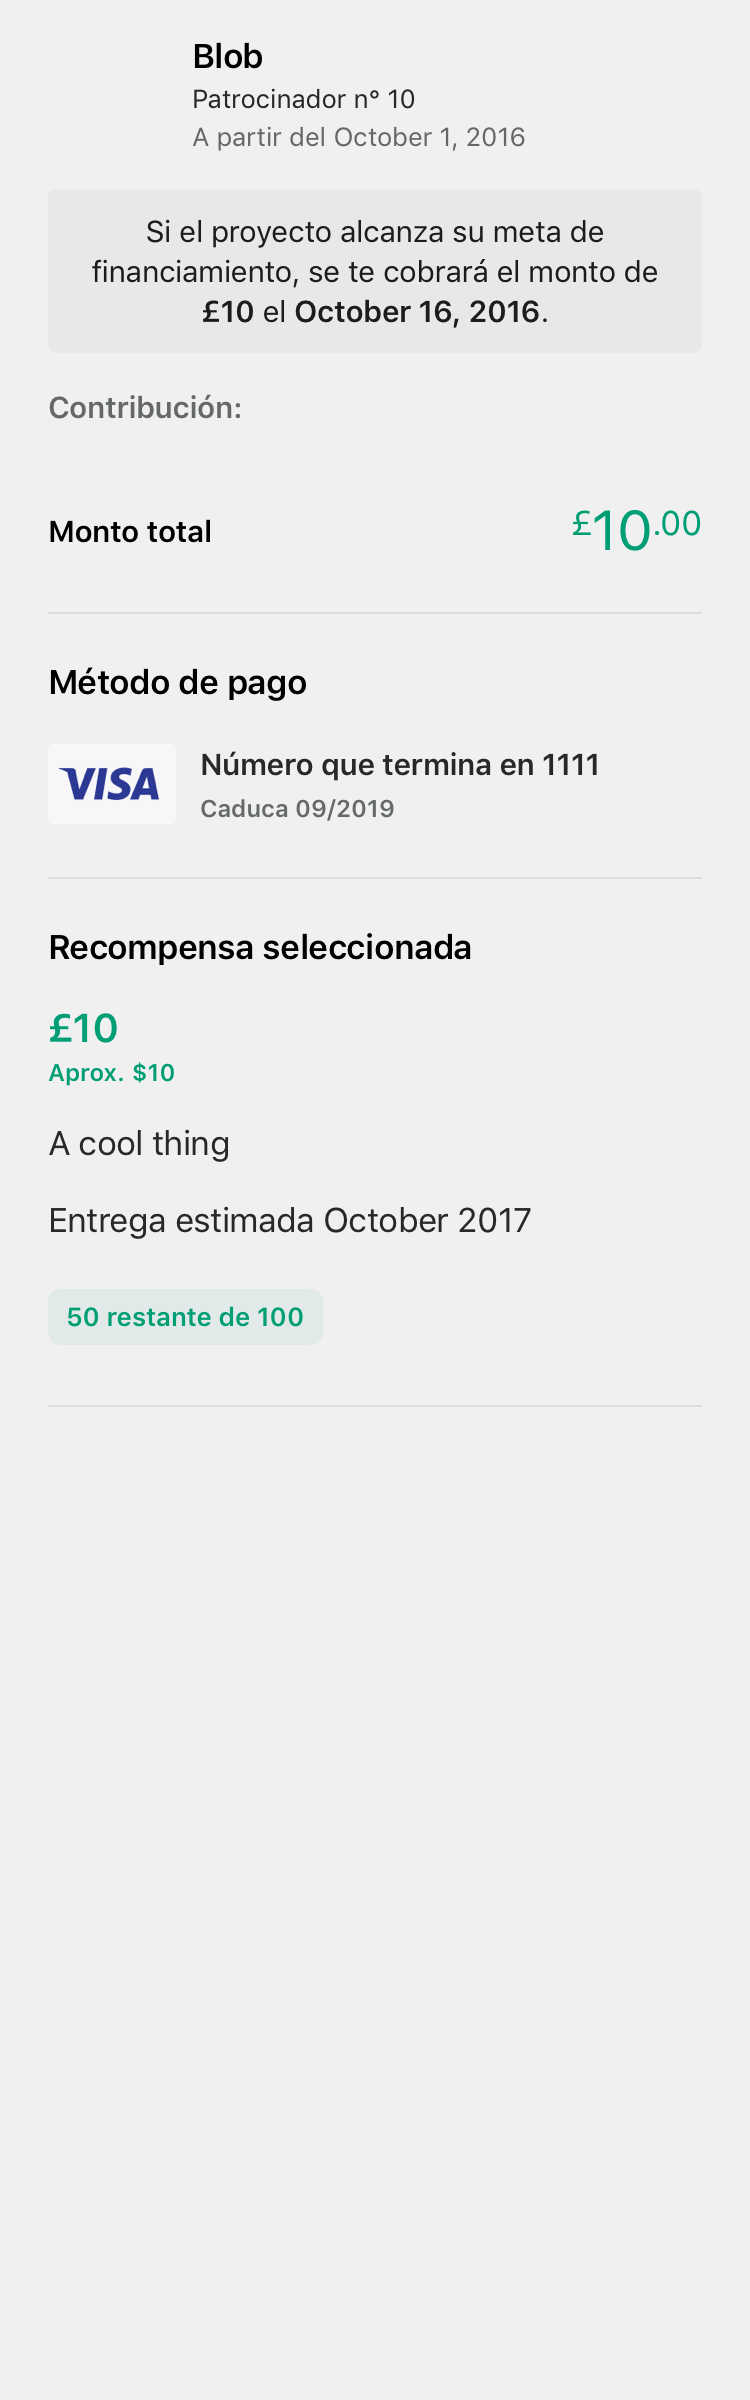 Blob
Patrocinador nº 10
A partir del October 1, 2016
Si el proyecto alcanza su meta de
financiamiento, se te cobrará el monto de
£10 el October 16, 2016.
Contribución:
Monto total
£10.00
Método de pago
VISA
Número que termina en 1111
Caduca 09/2019
Recompensa seleccionada
£10
Aprox. $10
A cool thing
Entrega estimada October 2017
50 restante de 100